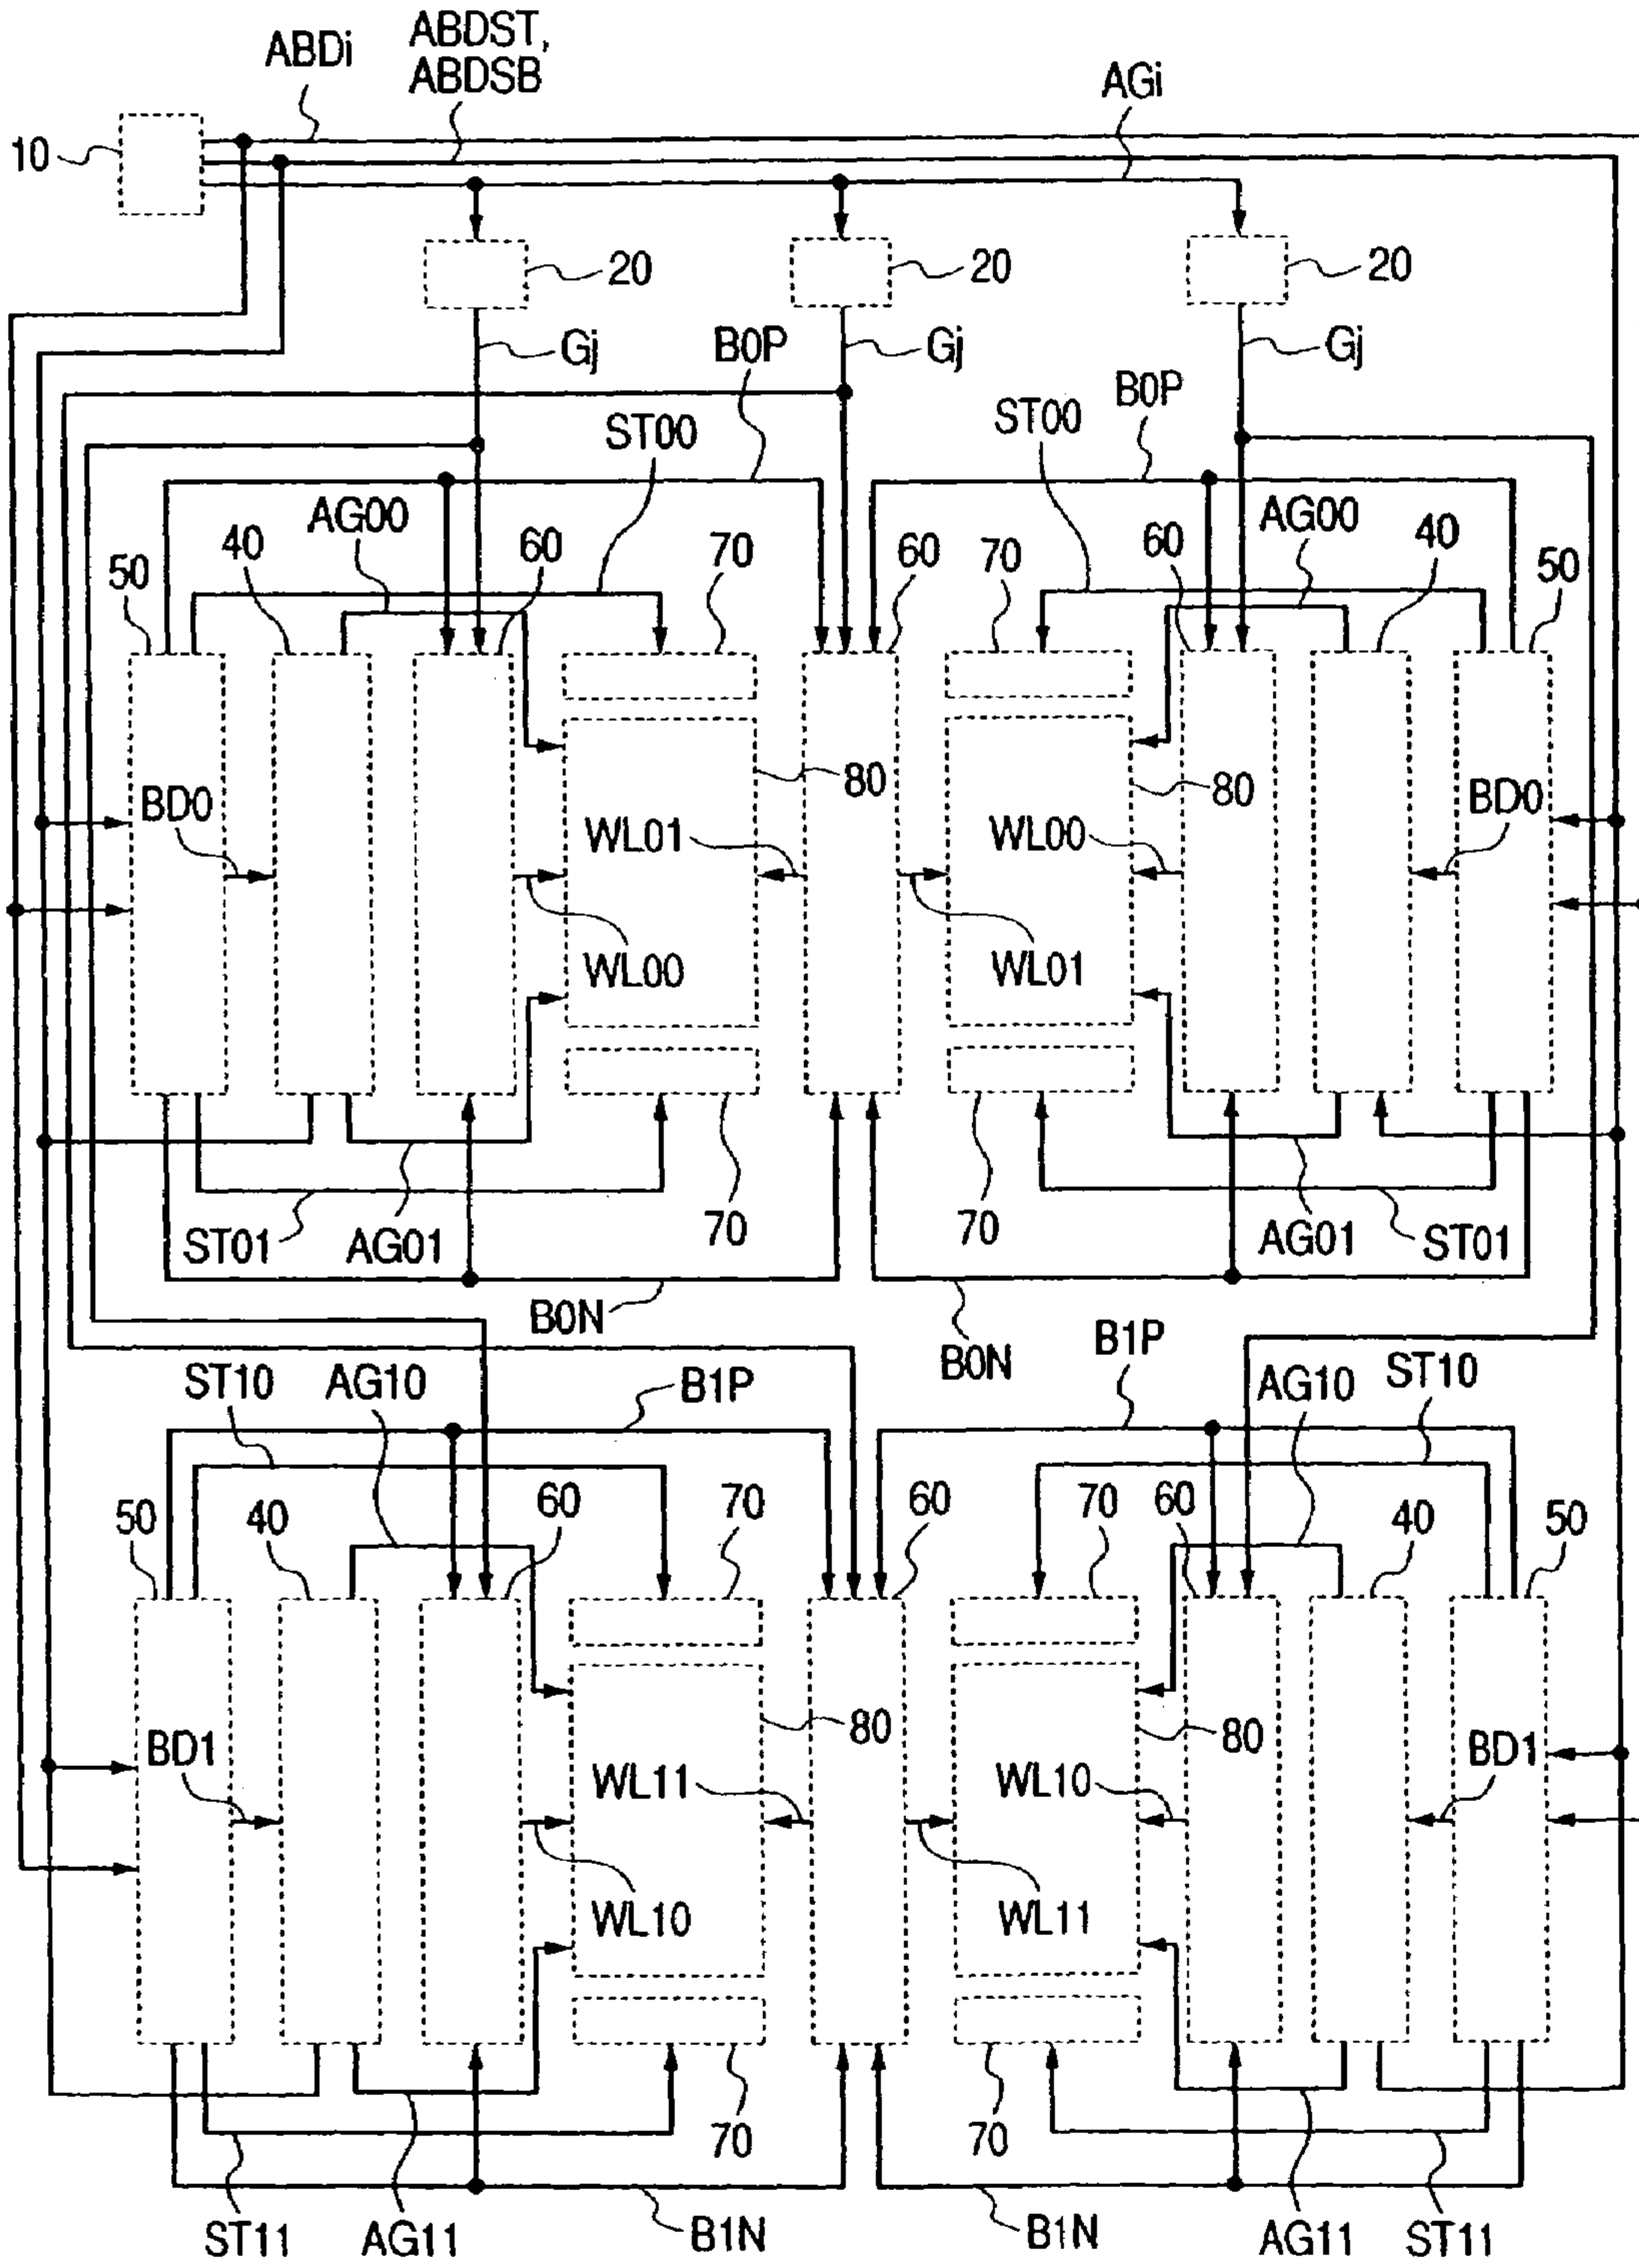 ABDi
ABDST,
ABDSB
AGi
10
20
20
20
Gj
Gj
Gj
B0P
B0P
ST00
ST00
AG00
AG00
50
40
60
70
60
70
60
40
50
BD0
80
80
BD0
WL01
WL00
WL00
WL01
ST01
AG01
70
70
AG01
ST01
B0N
B0N
ST10
AG10
B1P
B1P
AG10
ST10
50
40
60
70
60
70
60
40
50
BD1
80
80
BD1
WL11
WL10
WL10
WL11
70
70
ST11
AG11
B1N
B1N
AG11
ST11